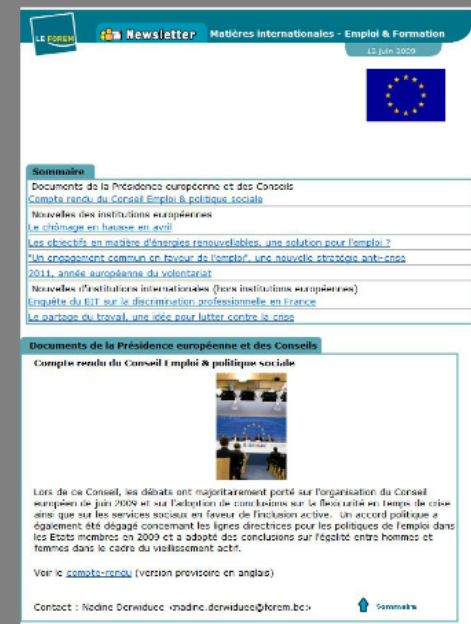 LE FOREM
Newsletter Matières internationales - Emploi & Formation
12 juin 2009
Sommaire
Documents de la Présidence européenne et des Conseils
Compte rendu du Conseil Emploi & politique sociale
Nouvelles des institutions européennes
Le chômage en hausse en avril
Les objectifs en matière d'énergies renouvelables, une solution pour l'emploi ?
"Un engagement commun en faveur de l'emploi", une nouvelle stratégie anti-crise
2011, année européenne du volontariat
Nouvelles d'institutions internationales (hors institutions européennes)
Enquête du BIT sur la discrimination professionnelle en France
Le partage du travail, une idée pour lutter contre la crise
Documents de la Présidence européenne et des Conseils
Compte rendu du Conseil Emploi & politique sociale
Lors de ce Conseil, les débats ont majoritairement porté sur l'organisation du Conseil
européen de juin 2009 et sur l'adoption de conclusions sur la flexicurité en temps de crise
ainsi que sur les services sociaux en faveur de l'inclusion active. Un accord politique a
également été dégagé concernant les lignes directrices pour les politiques de l'emploi dans
les Etats membres en 2009 et a adopté des conclusions sur l'égalité entre hommes et
femmes dans le cadre du vieillissement actif.
Voir le compte-rendu (version provisoire en anglais)
Contact : Nadine Derwiduee <nadine.derwiduee@forem.be> Sommaire